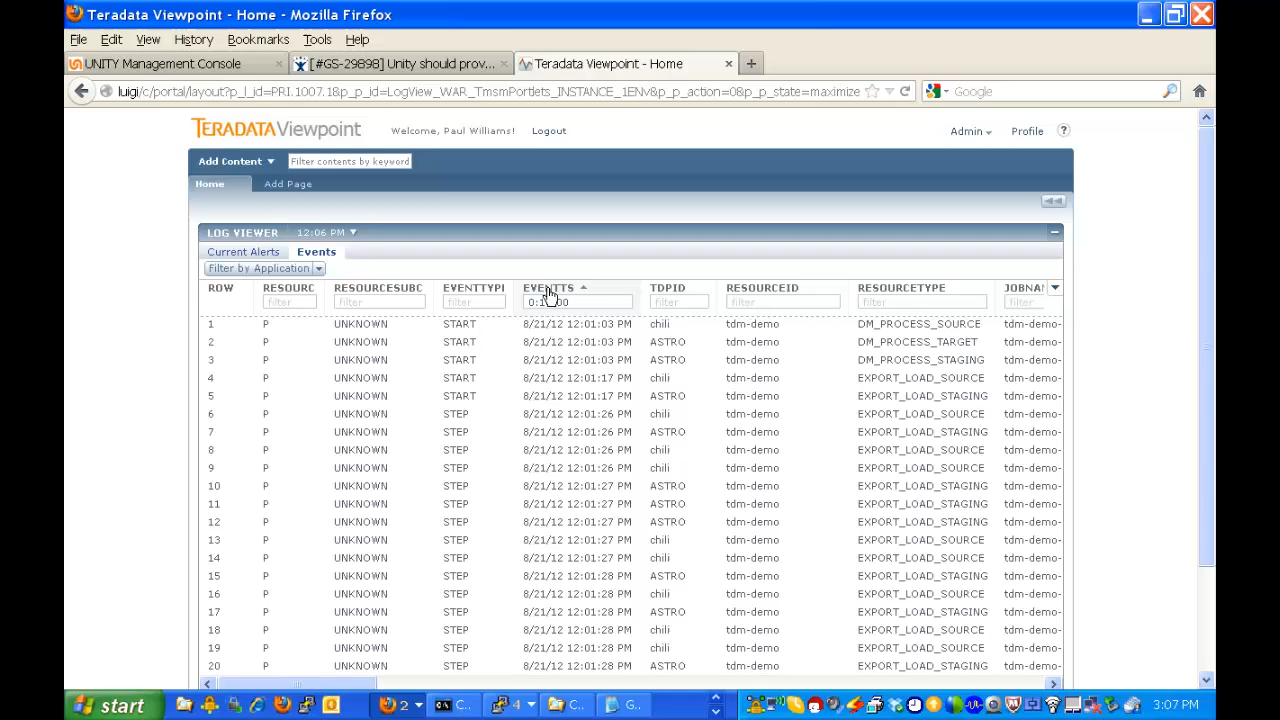 Teradata Viewpoint - Home - Mozilla Firefox
File Edit View History Bookmarks Tools Help
UNITY Management Console × [#GS-29898] Unity should prov... × Teradata Viewpoint - Home × +
luigi/c/portal/layout?p_l_id=PRI.1007.1&p_p_id=LogView_WAR_TmsmPortlets_INSTANCE_1ENv&p_p_action=0&p_p_state=maximize Google
TERADATA Viewpoint Welcome, Paul Williams! Logout Admin Profile ?
Add Content Filter contents by keyword
Home Add Page
LOG VIEWER 12:06 PM
Current Alerts Events
Filter by Application
ROW RESOURC RESOURCESUBC EVENTTYPI EVENTTS TDPID RESOURCEID RESOURCETYPE JOBNA
filter filter filter filter filter filter filter
1 P UNKNOWN START 8/21/12 12:01:03 PM chili tdm-demo DM_PROCESS_SOURCE tdm-demo-
2 P UNKNOWN START 8/21/12 12:01:03 PM ASTRO tdm-demo DM_PROCESS_TARGET tdm-demo-
3 P UNKNOWN START 8/21/12 12:01:03 PM ASTRO tdm-demo DM_PROCESS_STAGING tdm-demo-
4 P UNKNOWN START 8/21/12 12:01:17 PM chili tdm-demo EXPORT_LOAD_SOURCE tdm-demo-
5 P UNKNOWN START 8/21/12 12:01:17 PM ASTRO tdm-demo EXPORT_LOAD_STAGING tdm-demo-
6 P UNKNOWN STEP 8/21/12 12:01:26 PM chili tdm-demo EXPORT_LOAD_SOURCE tdm-demo-
7 P UNKNOWN STEP 8/21/12 12:01:26 PM ASTRO tdm-demo EXPORT_LOAD_STAGING tdm-demo-
8 P UNKNOWN STEP 8/21/12 12:01:26 PM chili tdm-demo EXPORT_LOAD_SOURCE tdm-demo-
9 P UNKNOWN STEP 8/21/12 12:01:26 PM chili tdm-demo EXPORT_LOAD_SOURCE tdm-demo-
10 P UNKNOWN STEP 8/21/12 12:01:27 PM ASTRO tdm-demo EXPORT_LOAD_STAGING tdm-demo-
11 P UNKNOWN STEP 8/21/12 12:01:27 PM ASTRO tdm-demo EXPORT_LOAD_STAGING tdm-demo-
12 P UNKNOWN STEP 8/21/12 12:01:27 PM ASTRO tdm-demo EXPORT_LOAD_STAGING tdm-demo-
13 P UNKNOWN STEP 8/21/12 12:01:27 PM chili tdm-demo EXPORT_LOAD_SOURCE tdm-demo-
14 P UNKNOWN STEP 8/21/12 12:01:27 PM chili tdm-demo EXPORT_LOAD_SOURCE tdm-demo-
15 P UNKNOWN STEP 8/21/12 12:01:28 PM ASTRO tdm-demo EXPORT_LOAD_STAGING tdm-demo-
16 P UNKNOWN STEP 8/21/12 12:01:28 PM chili tdm-demo EXPORT_LOAD_SOURCE tdm-demo-
17 P UNKNOWN STEP 8/21/12 12:01:28 PM ASTRO tdm-demo EXPORT_LOAD_STAGING tdm-demo-
18 P UNKNOWN STEP 8/21/12 12:01:28 PM chili tdm-demo EXPORT_LOAD_SOURCE tdm-demo-
19 P UNKNOWN STEP 8/21/12 12:01:28 PM chili tdm-demo EXPORT_LOAD_SOURCE tdm-demo-
20 P UNKNOWN STEP 8/21/12 12:01:28 PM ASTRO tdm-demo EXPORT_LOAD_STAGING tdm-demo-
start 2 C... 4 C... G... 3:07 PM